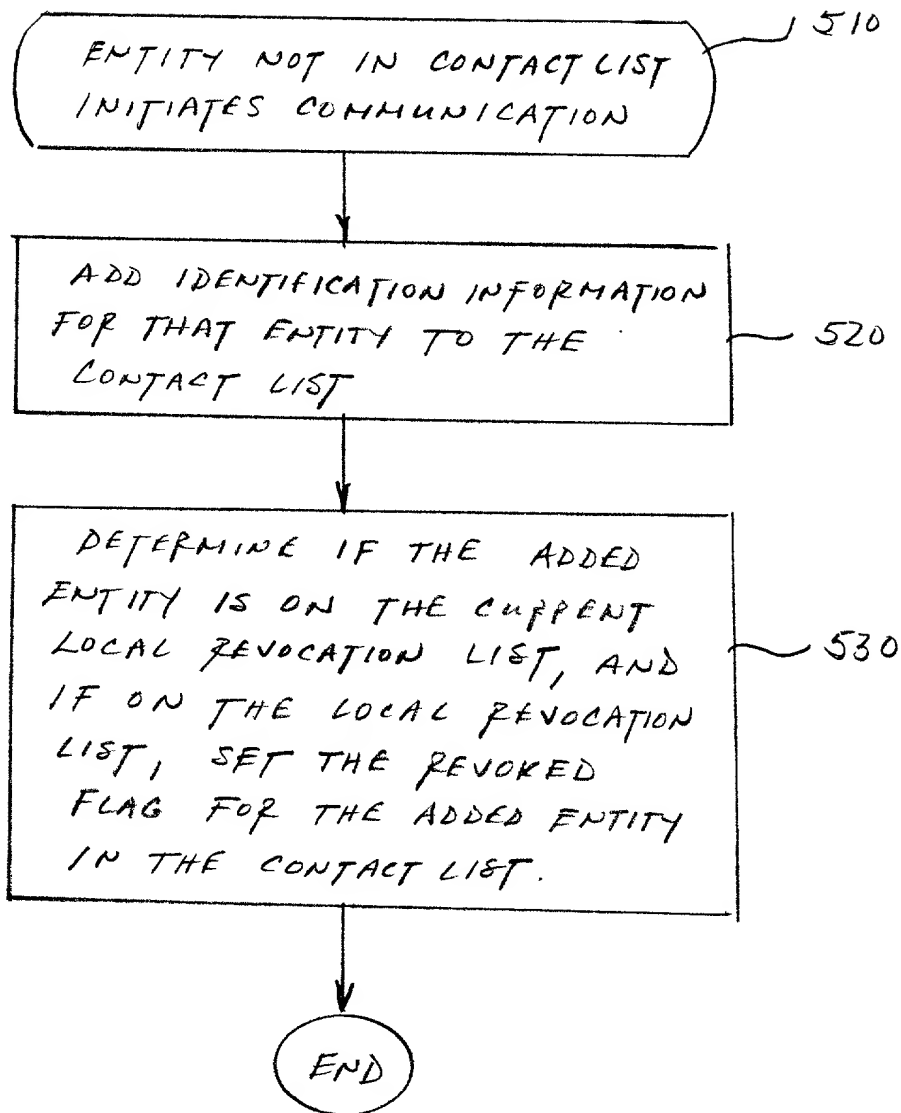 510
ENTITY NOT IN CONTACT LIST
INITIATES COMMUNICATION
ADD IDENTIFICATION INFORMATION
FOR THAT ENTITY TO THE
CONTACT LIST
520
DETERMINE IF THE ADDED
ENTITY IS ON THE CURRENT
LOCAL REVOCATION LIST, AND
IF ON THE LOCAL REVOCATION
LIST, SET THE REVOKED
FLAG FOR THE ADDED ENTITY
IN THE CONTACT LIST.
530
END